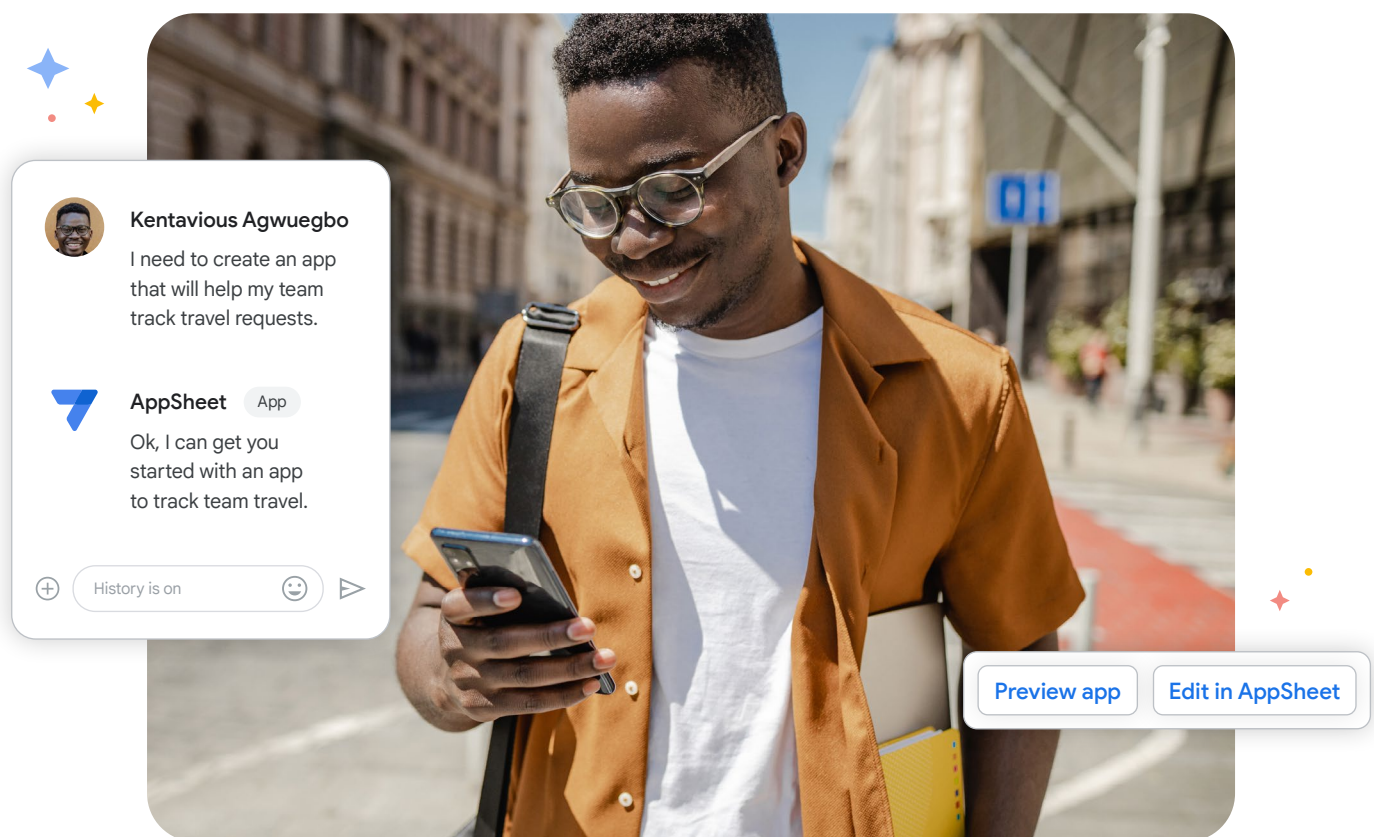 Kentavious Agwuegbo
I need to create an app
that will help my team
track travel requests.
AppSheet App
Ok, I can get you
started with an app
to track team travel.
History is on
Preview app Edit in AppSheet